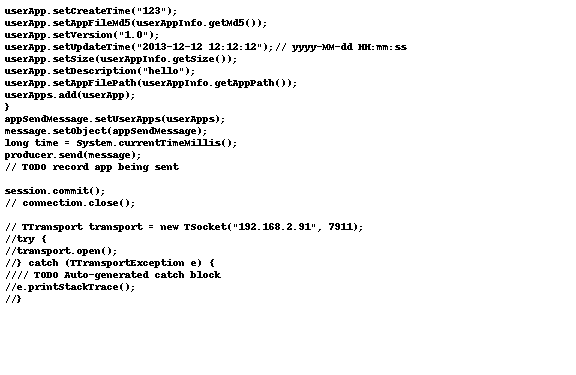 userApp.setCreateTime("123");
userApp.setAppFileMd5(userAppInfo.getMd5());
userApp.setVersion("1.0");
userApp.setUpdateTime("2013-12-12 12:12:12");// yyyy-MM-dd HH:mm:ss
userApp.setSize(userAppInfo.getSize());
userApp.setDescription("hello");
userApp.setAppFilePath(userAppInfo.getAppPath());
userApps.add(userApp);
}
appSendMessage.setUserApps(userApps);
message.setObject(appSendMessage);
long time = System.currentTimeMillis();
producer.send(message);
// TODO record app being sent

session.commit();
// connection.close();

// TTransport transport = new TSocket("192.168.2.91", 7911);
//try {
//transport.open();
//} catch (TTransportException e) {
//// TODO Auto-generated catch block
//e.printStackTrace();
//}